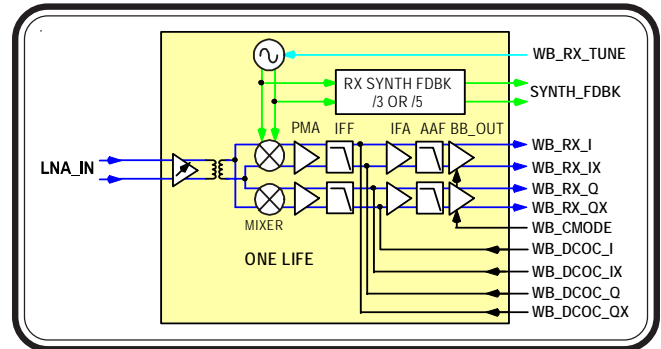 WB_RX_TUNE
RX SYNTH FDBK
/3 OR /5
SYNTH_FDBK
PMA IFF IFA AAF BB_OUT
WB_RX_I
LNA_IN
WB_RX_IX
WB_RX_Q
WB_RX_QX
MIXER
WB_CMODE
WB_DCOC_I
ONE LIFE
WB_DCOC_IX
WB_DCOC_Q
WB_DCOC_QX